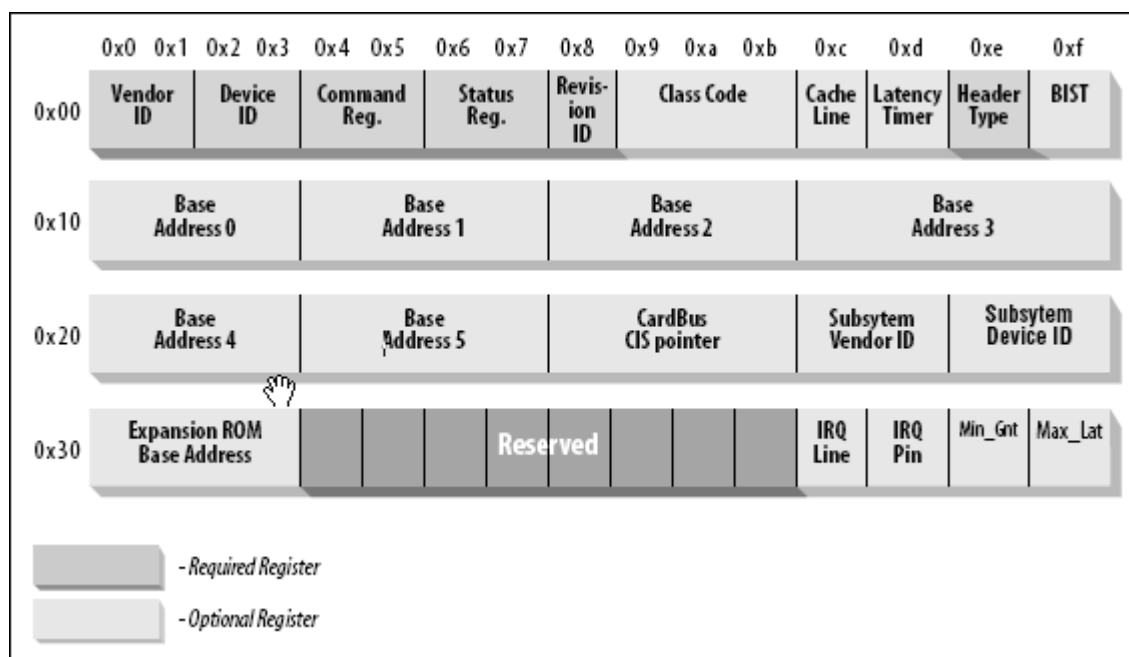 0x0 0x1 0x2 0x3 0x4 0x5 0x6 0x7 0x8 0x9 0xa 0xb 0xc 0xd 0xe 0xf
0x00
Vendor
ID
Device
ID
Command
Reg.
Status
Reg.
Revis-
ion
ID
Class Code
Cache
Line
Latency
Timer
Header
Type
BIST
0x10
Base
Address 0
Base
Address 1
Base
Address 2
Base
Address 3
0x20
Base
Address 4
Base
Address 5
CardBus
CIS pointer
Subsytem
Vendor ID
Subsytem
Device ID
0x30
Expansion ROM
Base Address
Reserved
IRQ
Line
IRQ
Pin
Min_Gnt
Max_Lat
- Required Register
- Optional Register